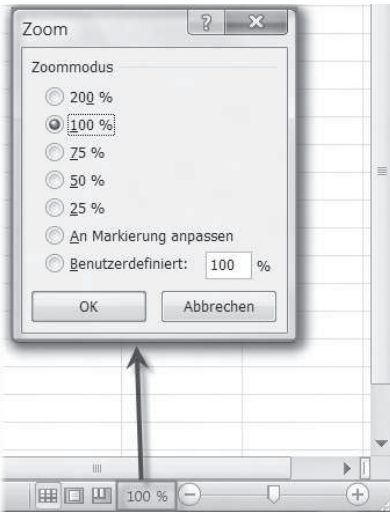 Zoom
Zoommodus
200 %
100 %
75 %
50 %
25 %
An Markierung anpassen
Benutzerdefiniert: 100 %
OK Abbrechen
100 %